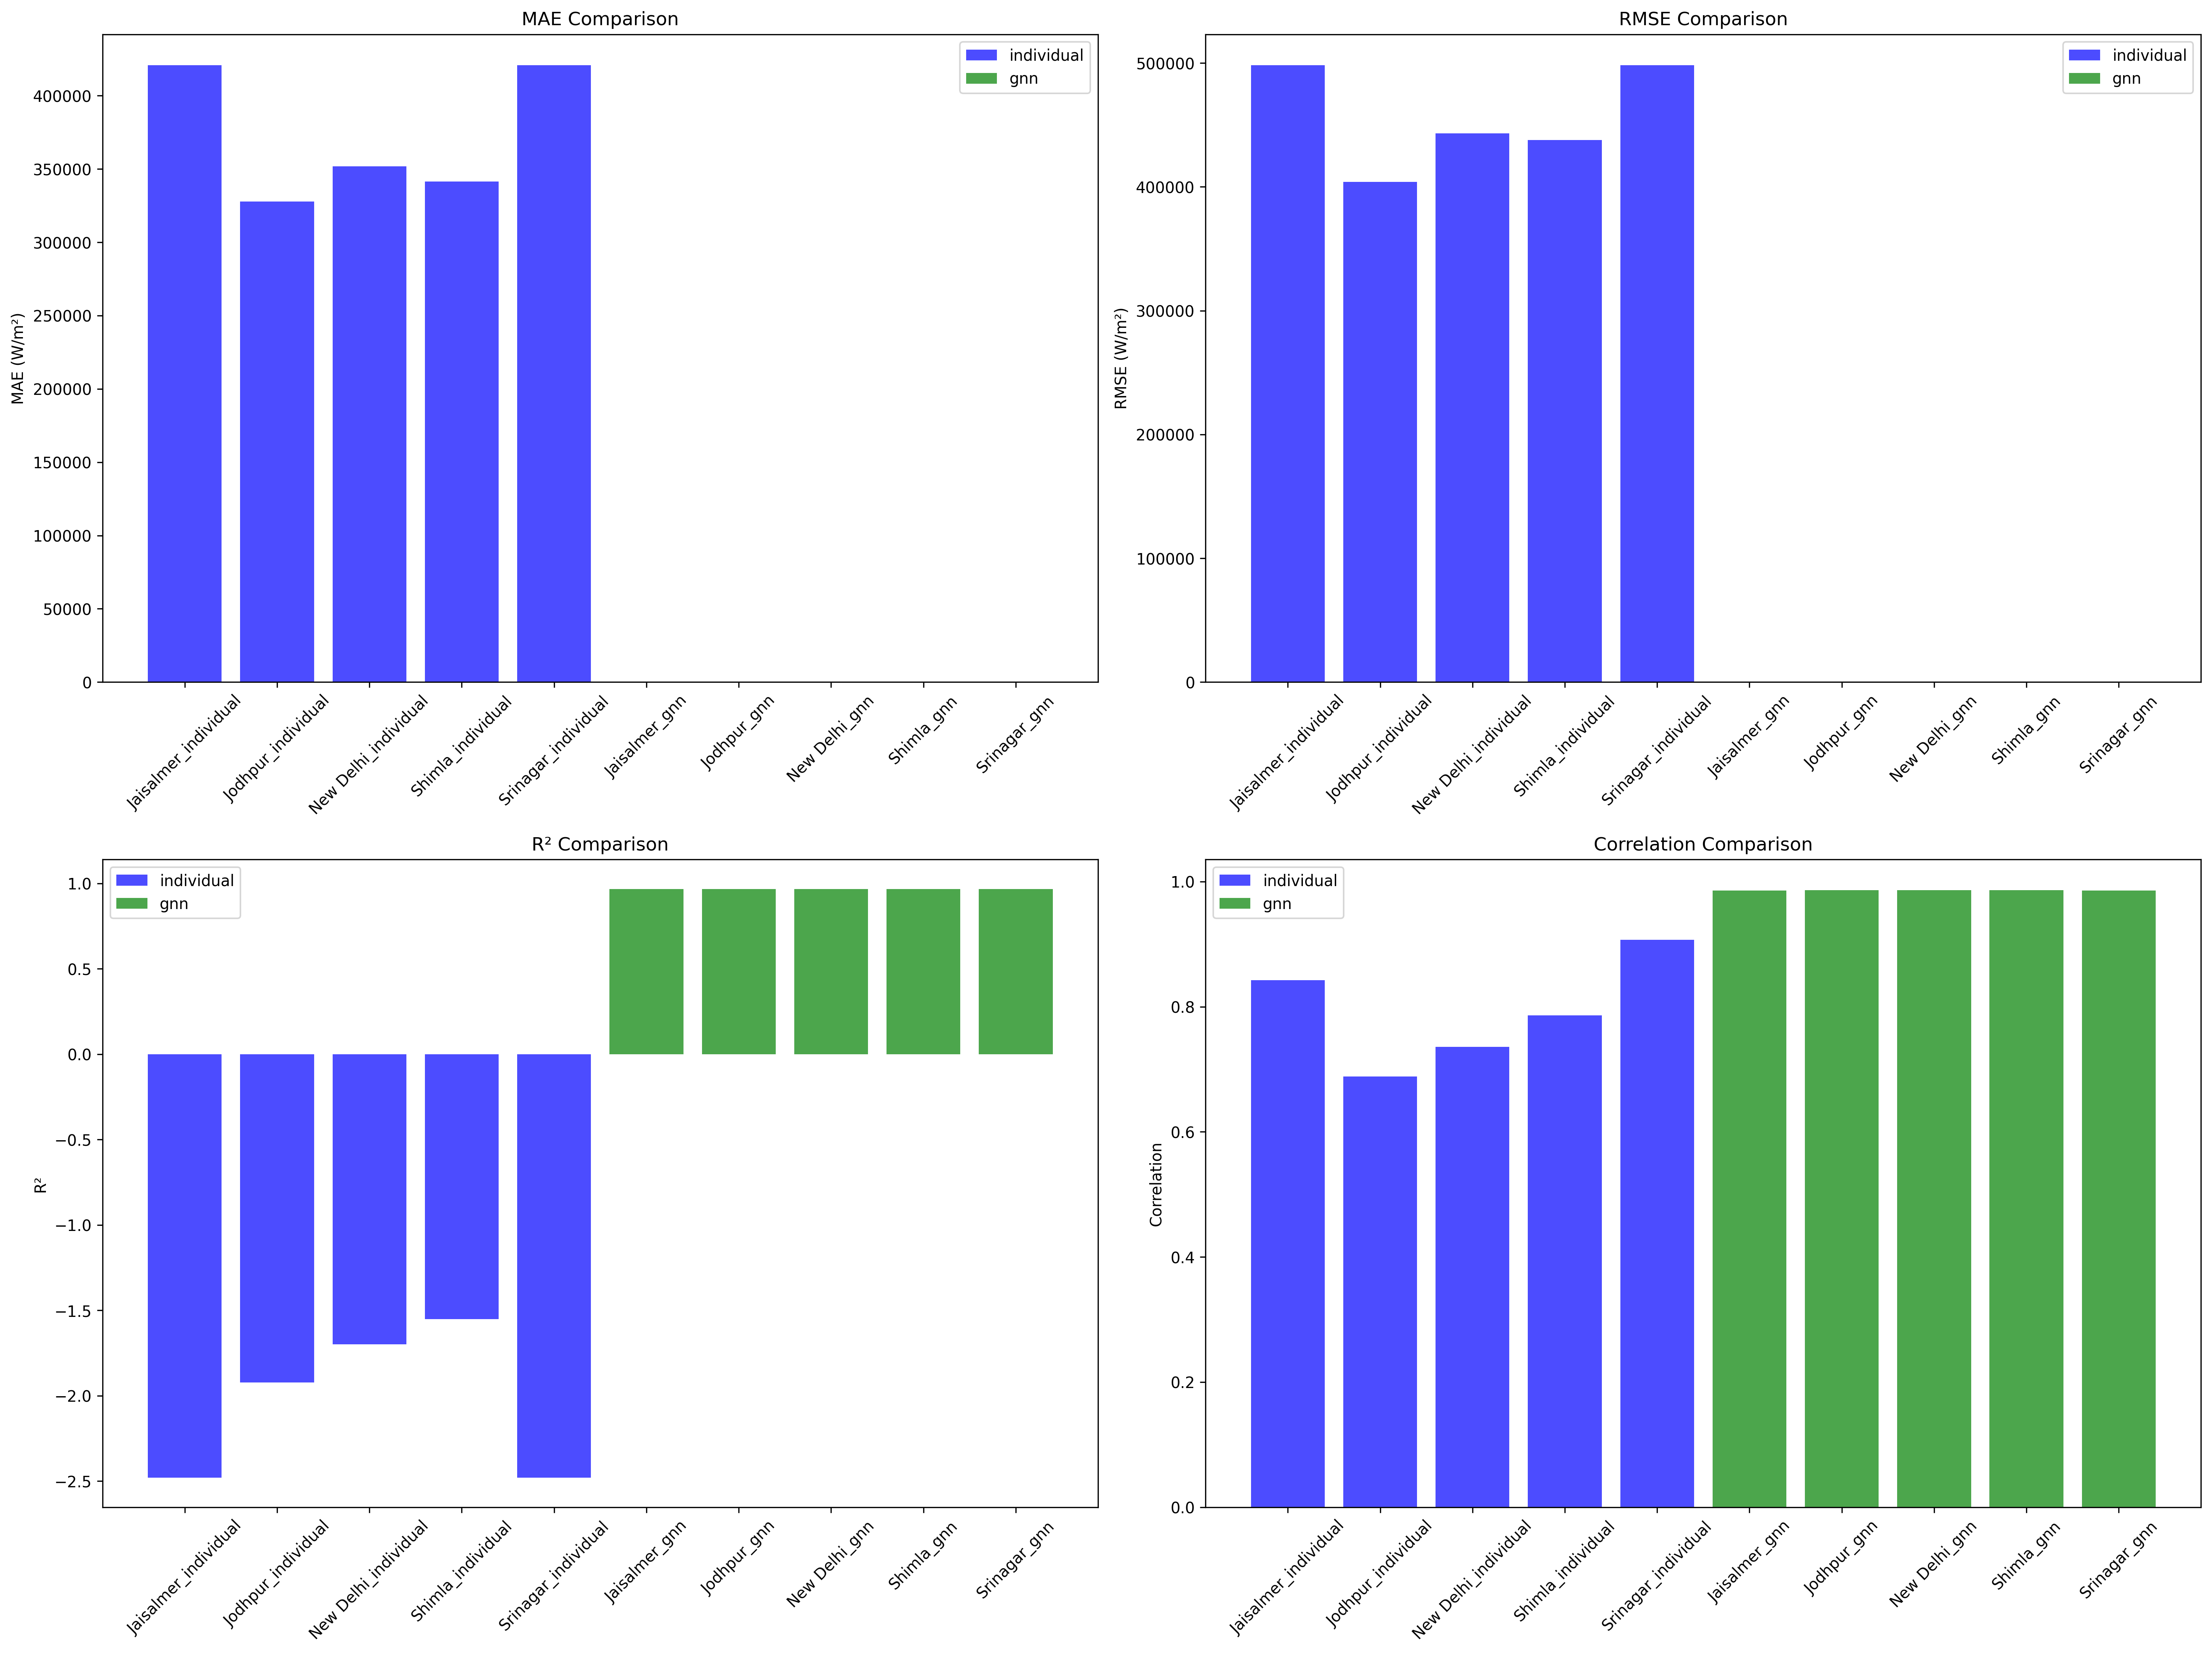 MAE Comparison
MAE (W/m²)
400000
350000
300000
250000
200000
150000
100000
50000
0
individual
gnn
Jaisalmer_individual
Jodhpur_individual
New Delhi_individual
Shimla_individual
Srinagar_individual
Jaisalmer_gnn
Jodhpur_gnn
New Delhi_gnn
Shimla_gnn
Srinagar_gnn
RMSE Comparison
RMSE (W/m²)
500000
400000
300000
200000
100000
0
individual
gnn
Jaisalmer_individual
Jodhpur_individual
New Delhi_individual
Shimla_individual
Srinagar_individual
Jaisalmer_gnn
Jodhpur_gnn
New Delhi_gnn
Shimla_gnn
Srinagar_gnn
R² Comparison
R²
1.0
0.5
0.0
−0.5
−1.0
−1.5
−2.0
−2.5
individual
gnn
Jaisalmer_individual
Jodhpur_individual
New Delhi_individual
Shimla_individual
Srinagar_individual
Jaisalmer_gnn
Jodhpur_gnn
New Delhi_gnn
Shimla_gnn
Srinagar_gnn
Correlation Comparison
Correlation
1.0
0.8
0.6
0.4
0.2
0.0
individual
gnn
Jaisalmer_individual
Jodhpur_individual
New Delhi_individual
Shimla_individual
Srinagar_individual
Jaisalmer_gnn
Jodhpur_gnn
New Delhi_gnn
Shimla_gnn
Srinagar_gnn